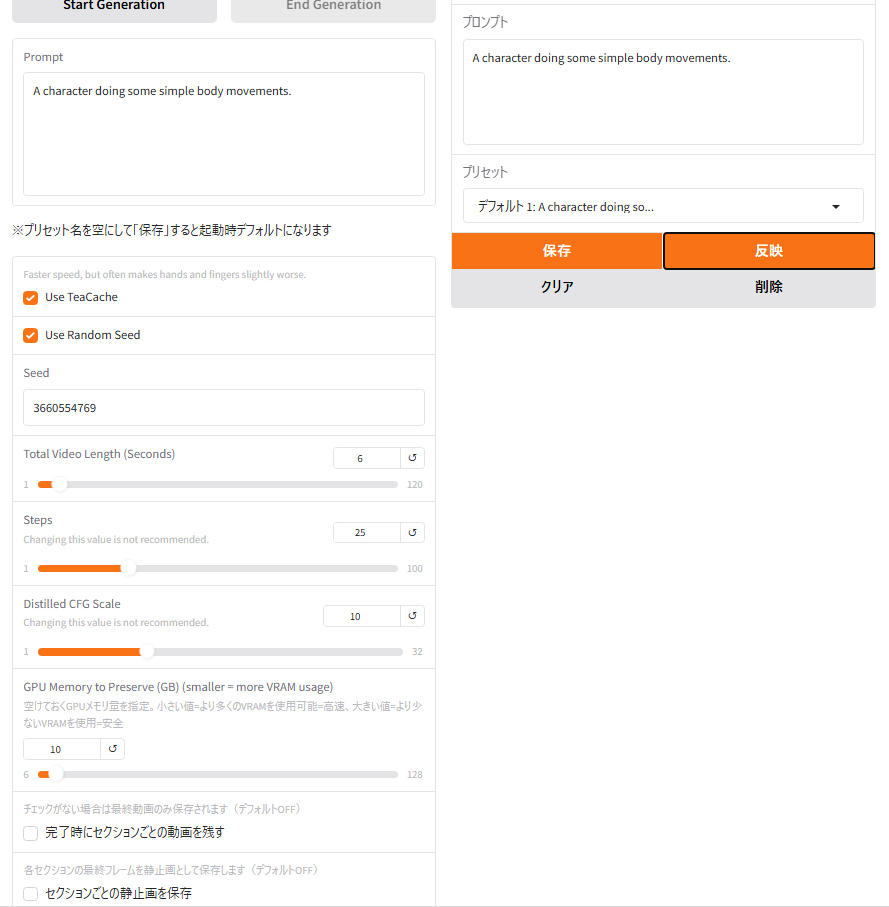 Start Generation
End Generation
Prompt
A character doing some simple body movements.
※プリセット名を空にして「保存」すると起動時デフォルトになります
Faster speed, but often makes hands and fingers slightly worse.
Use TeaCache
Use Random Seed
Seed
3660554769
Total Video Length (Seconds)
6
↺
1
120
Steps
Changing this value is not recommended.
25
↺
1
100
Distilled CFG Scale
Changing this value is not recommended.
10
↺
1
32
GPU Memory to Preserve (GB) (smaller = more VRAM usage)
空けておくGPUメモリ量を指定。小さい値=より多くのVRAMを使用可能=高速、大きい値=より少
ないVRAMを使用=安全
10
↺
6
128
チェックがない場合は最終動画のみ保存されます（デフォルトOFF）
完了時にセクションごとの動画を残す
各セクションの最終フレームを静止画として保存します（デフォルトOFF）
セクションごとの静止画を保存
プロンプト
A character doing some simple body movements.
プリセット
デフォルト 1: A character doing so...
保存
反映
クリア
削除